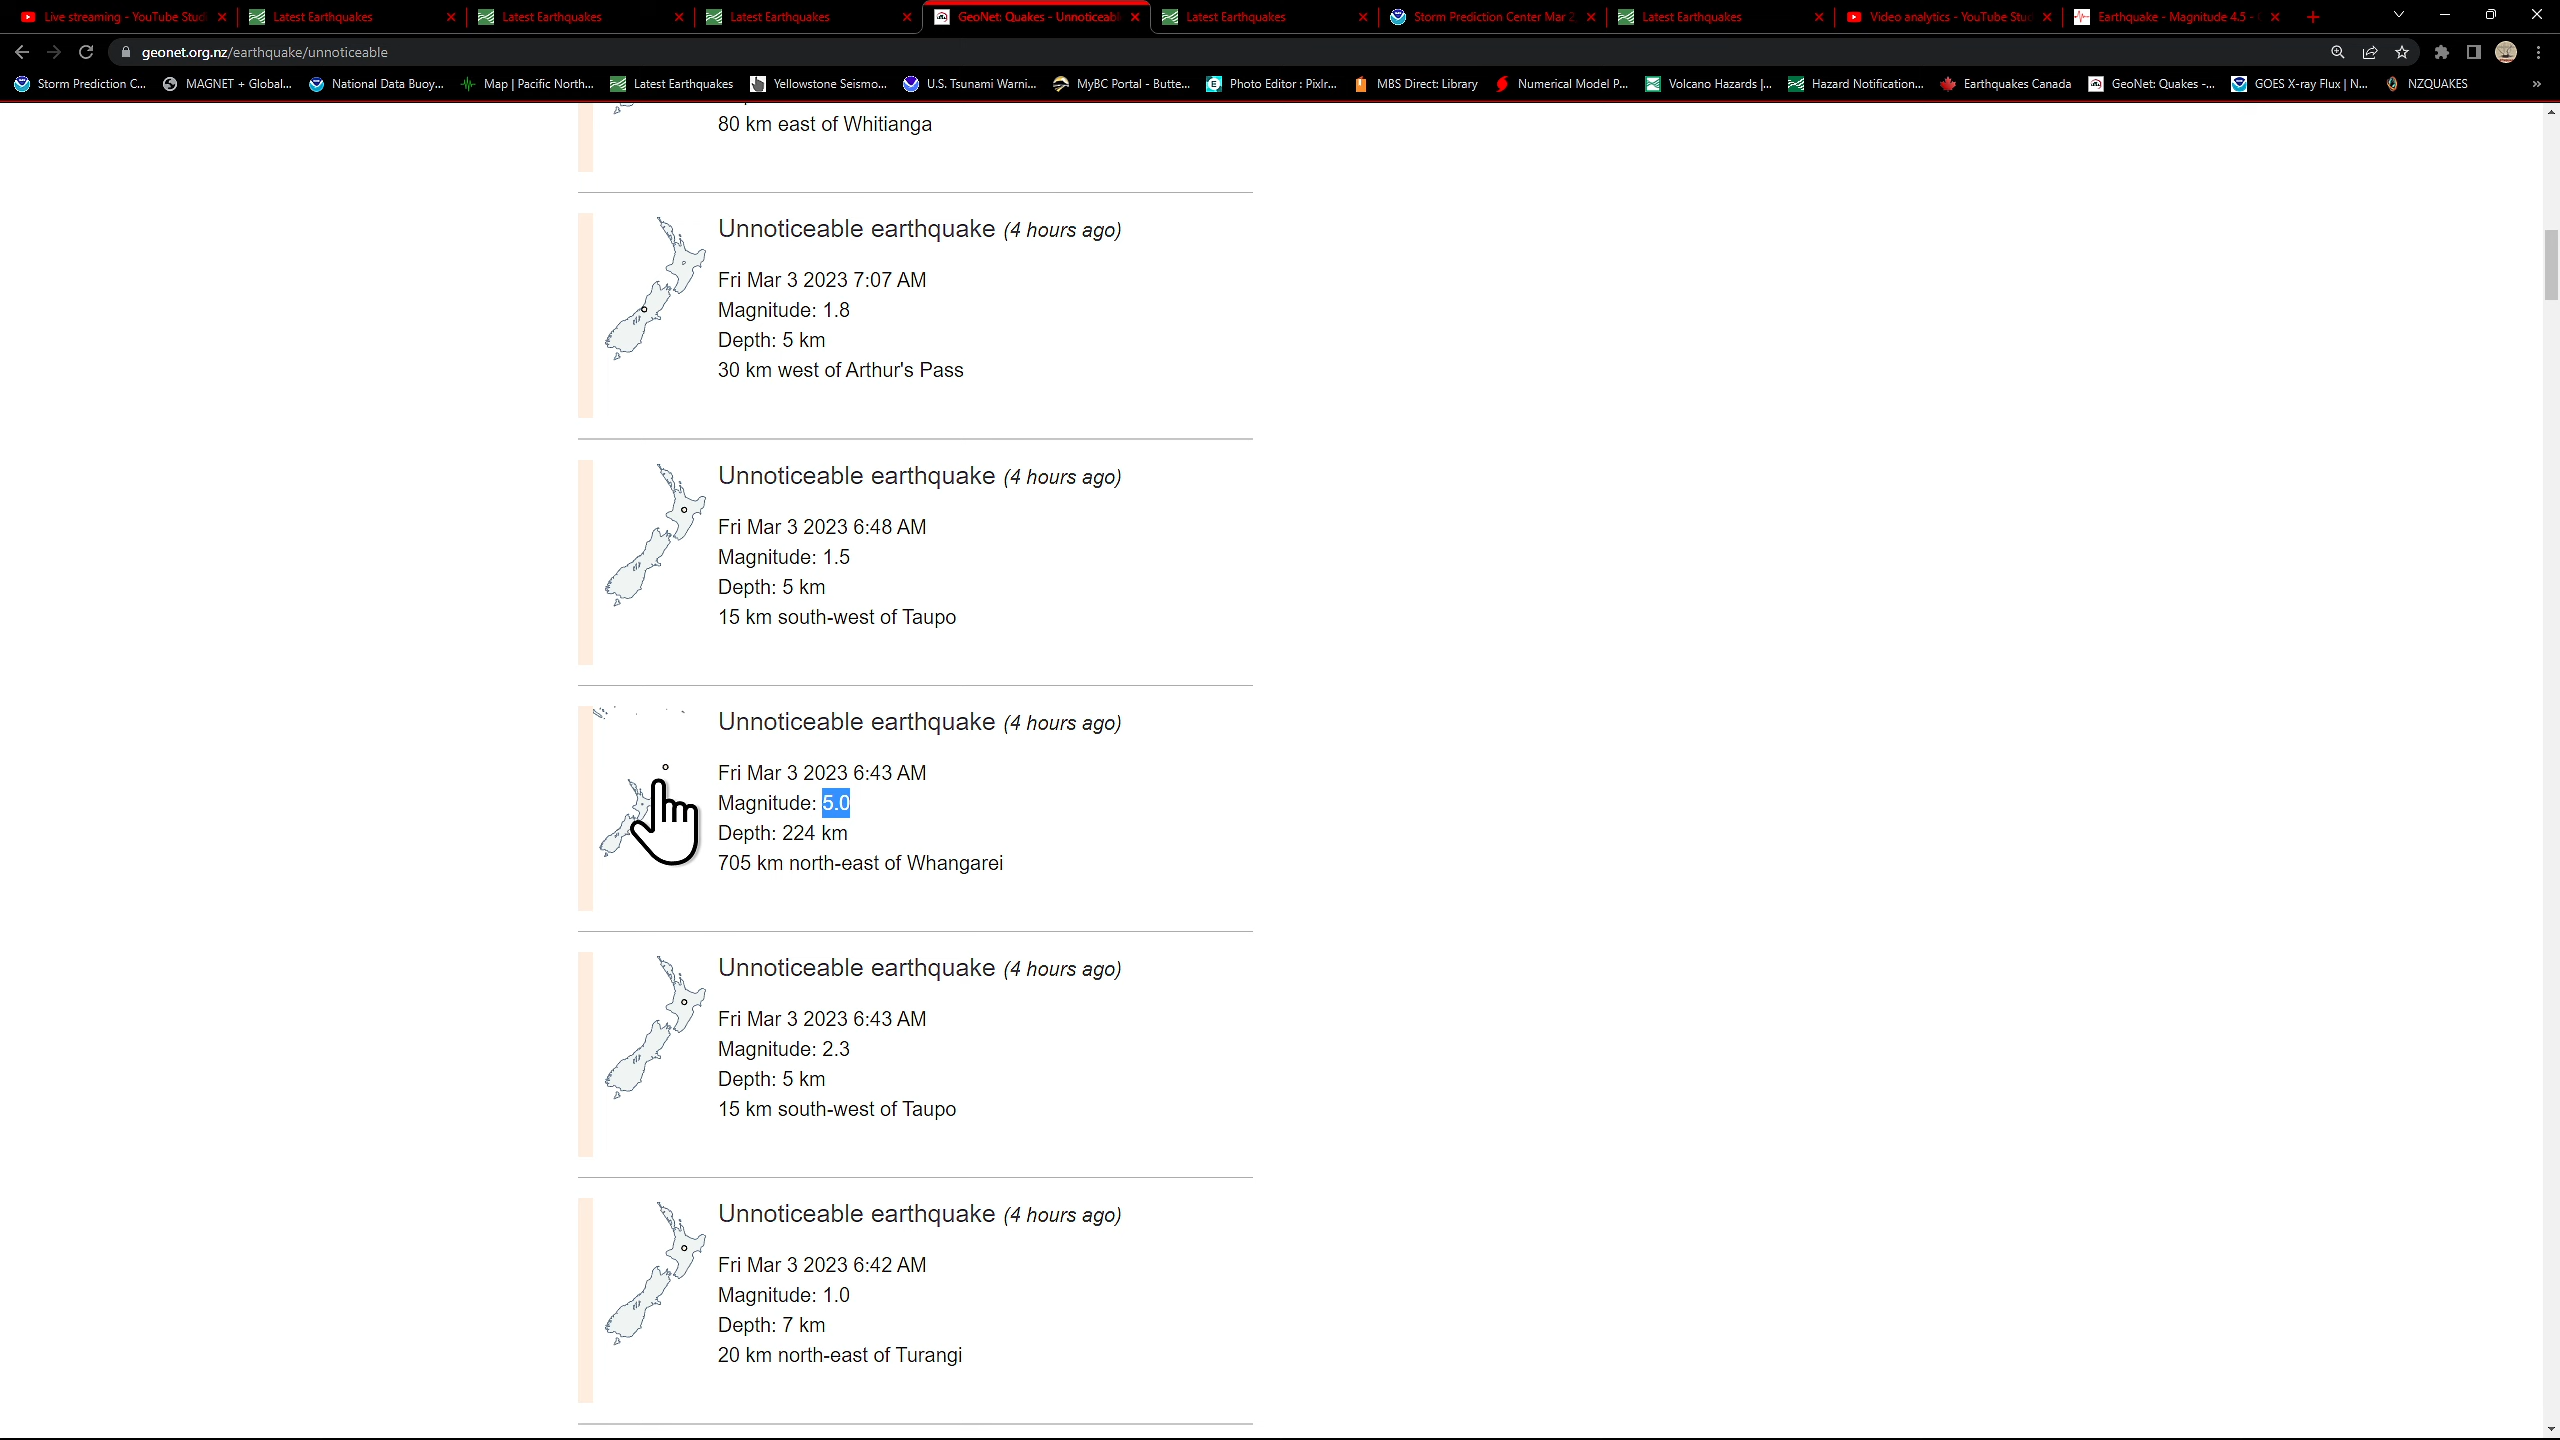 Live streaming - YouTube Stud
Latest Earthquakes
Latest Earthquakes
Latest Earthquakes
GeoNet: Quakes - Unnoticeabl
Latest Earthquakes
Storm Prediction Center Mar 2
Latest Earthquakes
Video analytics - YouTube Stud
Earthquake - Magnitude 4.5 -
geonet.org.nz/earthquake/unnoticeable
Storm Prediction C...
MAGNET + Global...
National Data Buoy...
Map | Pacific North...
Latest Earthquakes
Yellowstone Seismo...
U.S. Tsunami Warni...
MyBC Portal - Butte...
Photo Editor : Pixlr...
MBS Direct: Library
Numerical Model P...
Volcano Hazards |...
Hazard Notification...
Earthquakes Canada
GeoNet: Quakes -...
GOES X-ray Flux | N...
NZQUAKES
80 km east of Whitianga
Unnoticeable earthquake (4 hours ago)
Fri Mar 3 2023 7:07 AM
Magnitude: 1.8
Depth: 5 km
30 km west of Arthur's Pass
Unnoticeable earthquake (4 hours ago)
Fri Mar 3 2023 6:48 AM
Magnitude: 1.5
Depth: 5 km
15 km south-west of Taupo
Unnoticeable earthquake (4 hours ago)
Fri Mar 3 2023 6:43 AM
Magnitude: 5.0
Depth: 224 km
705 km north-east of Whangarei
Unnoticeable earthquake (4 hours ago)
Fri Mar 3 2023 6:43 AM
Magnitude: 2.3
Depth: 5 km
15 km south-west of Taupo
Unnoticeable earthquake (4 hours ago)
Fri Mar 3 2023 6:42 AM
Magnitude: 1.0
Depth: 7 km
20 km north-east of Turangi